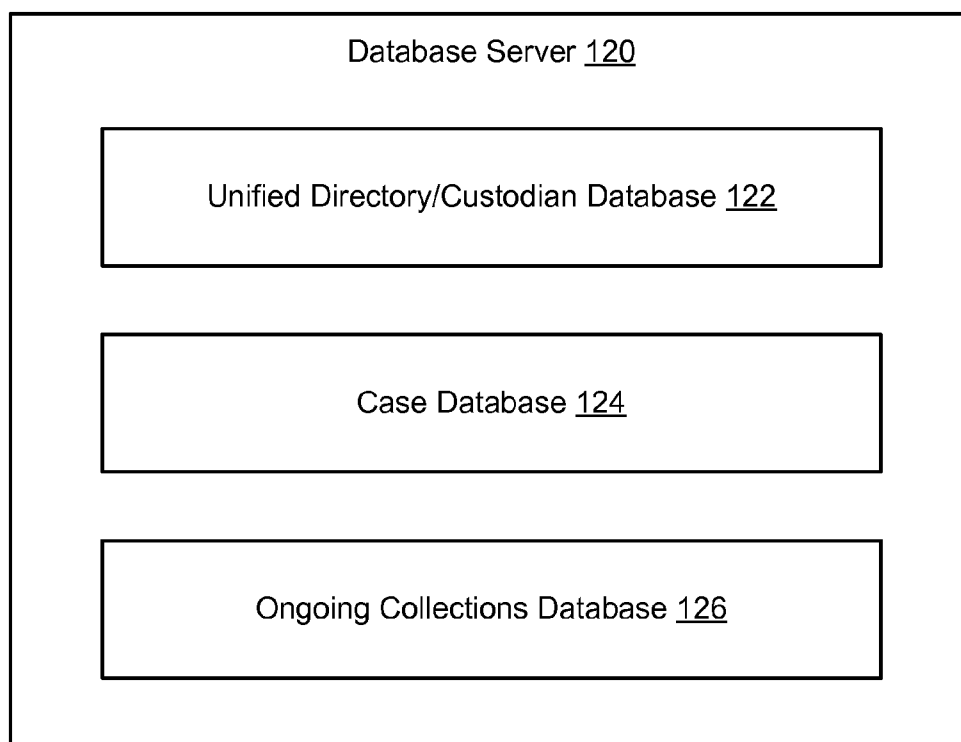 Database Server 120
Unified Directory/Custodian Database 122
Case Database 124
Ongoing Collections Database 126